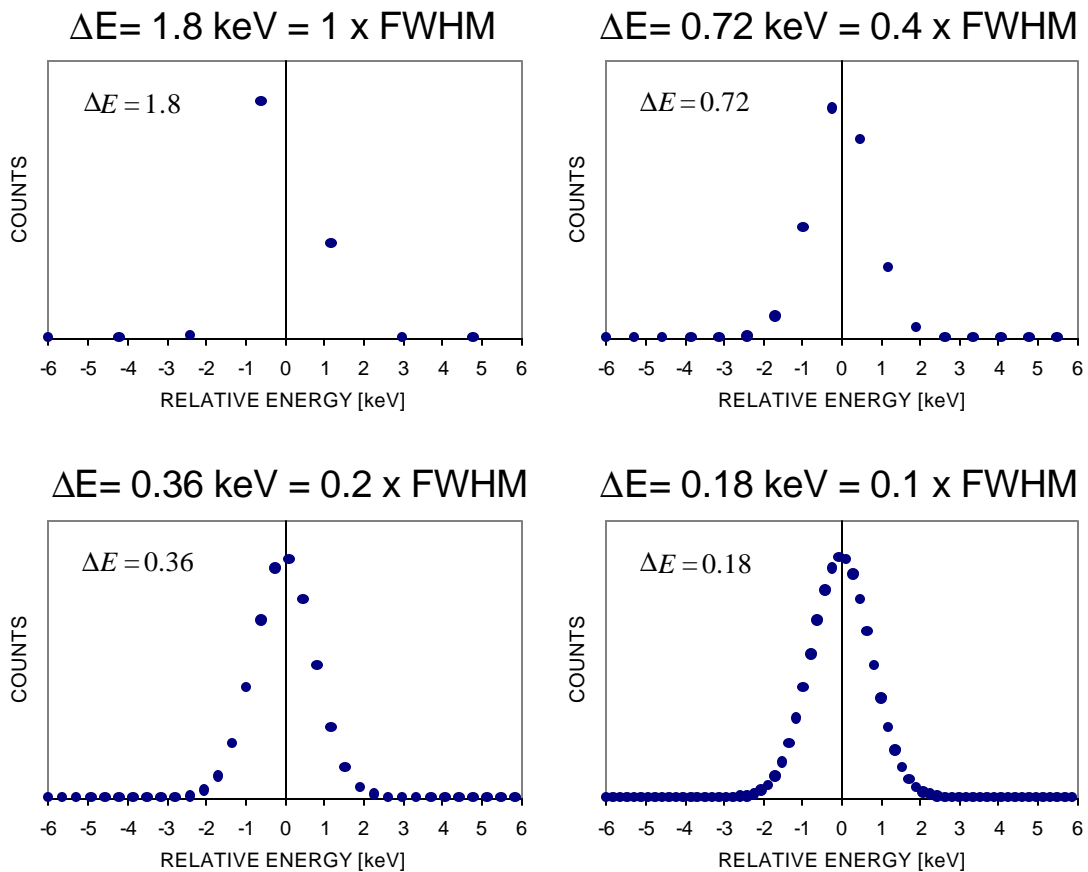 ΔE= 1.8 keV = 1 x FWHM
ΔE = 1.8
COUNTS
-6 -5 -4 -3 -2 -1 0 1 2 3 4 5 6
RELATIVE ENERGY [keV]
ΔE= 0.72 keV = 0.4 x FWHM
ΔE = 0.72
COUNTS
-6 -5 -4 -3 -2 -1 0 1 2 3 4 5 6
RELATIVE ENERGY [keV]
ΔE= 0.36 keV = 0.2 x FWHM
ΔE = 0.36
COUNTS
-6 -5 -4 -3 -2 -1 0 1 2 3 4 5 6
RELATIVE ENERGY [keV]
ΔE= 0.18 keV = 0.1 x FWHM
ΔE = 0.18
COUNTS
-6 -5 -4 -3 -2 -1 0 1 2 3 4 5 6
RELATIVE ENERGY [keV]